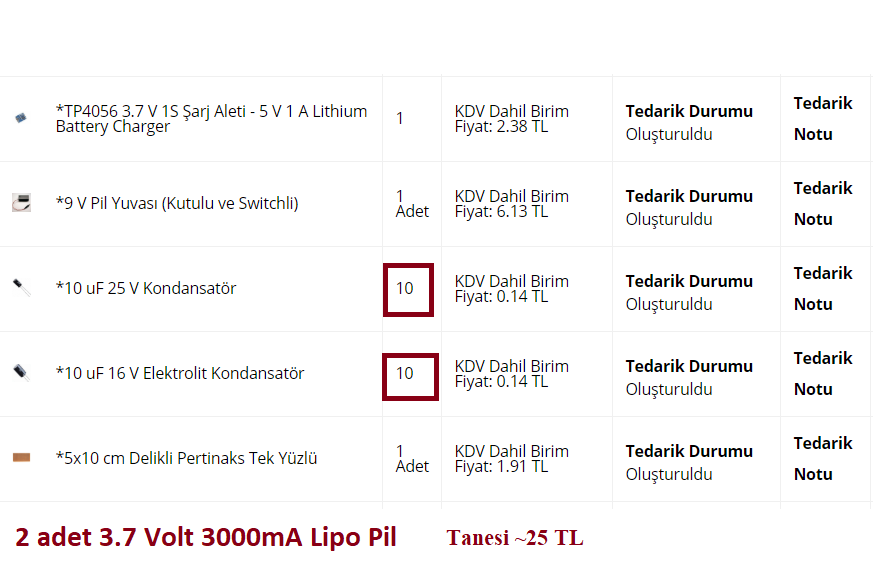 *TP4056 3.7 V 1S Şarj Aleti - 5 V 1 A Lithium
Battery Charger
1
KDV Dahil Birim
Fiyat: 2.38 TL
Tedarik Durumu
Oluşturuldu
Tedarik
Notu
*9 V Pil Yuvası (Kutulu ve Switchli)
1
Adet
KDV Dahil Birim
Fiyat: 6.13 TL
Tedarik Durumu
Oluşturuldu
Tedarik
Notu
*10 uF 25 V Kondansatör
10
KDV Dahil Birim
Fiyat: 0.14 TL
Tedarik Durumu
Oluşturuldu
Tedarik
Notu
*10 uF 16 V Elektrolit Kondansatör
10
KDV Dahil Birim
Fiyat: 0.14 TL
Tedarik Durumu
Oluşturuldu
Tedarik
Notu
*5x10 cm Delikli Pertinaks Tek Yüzlü
1
Adet
KDV Dahil Birim
Fiyat: 1.91 TL
Tedarik Durumu
Oluşturuldu
Tedarik
Notu
2 adet 3.7 Volt 3000mA Lipo Pil
Tanesi ~25 TL